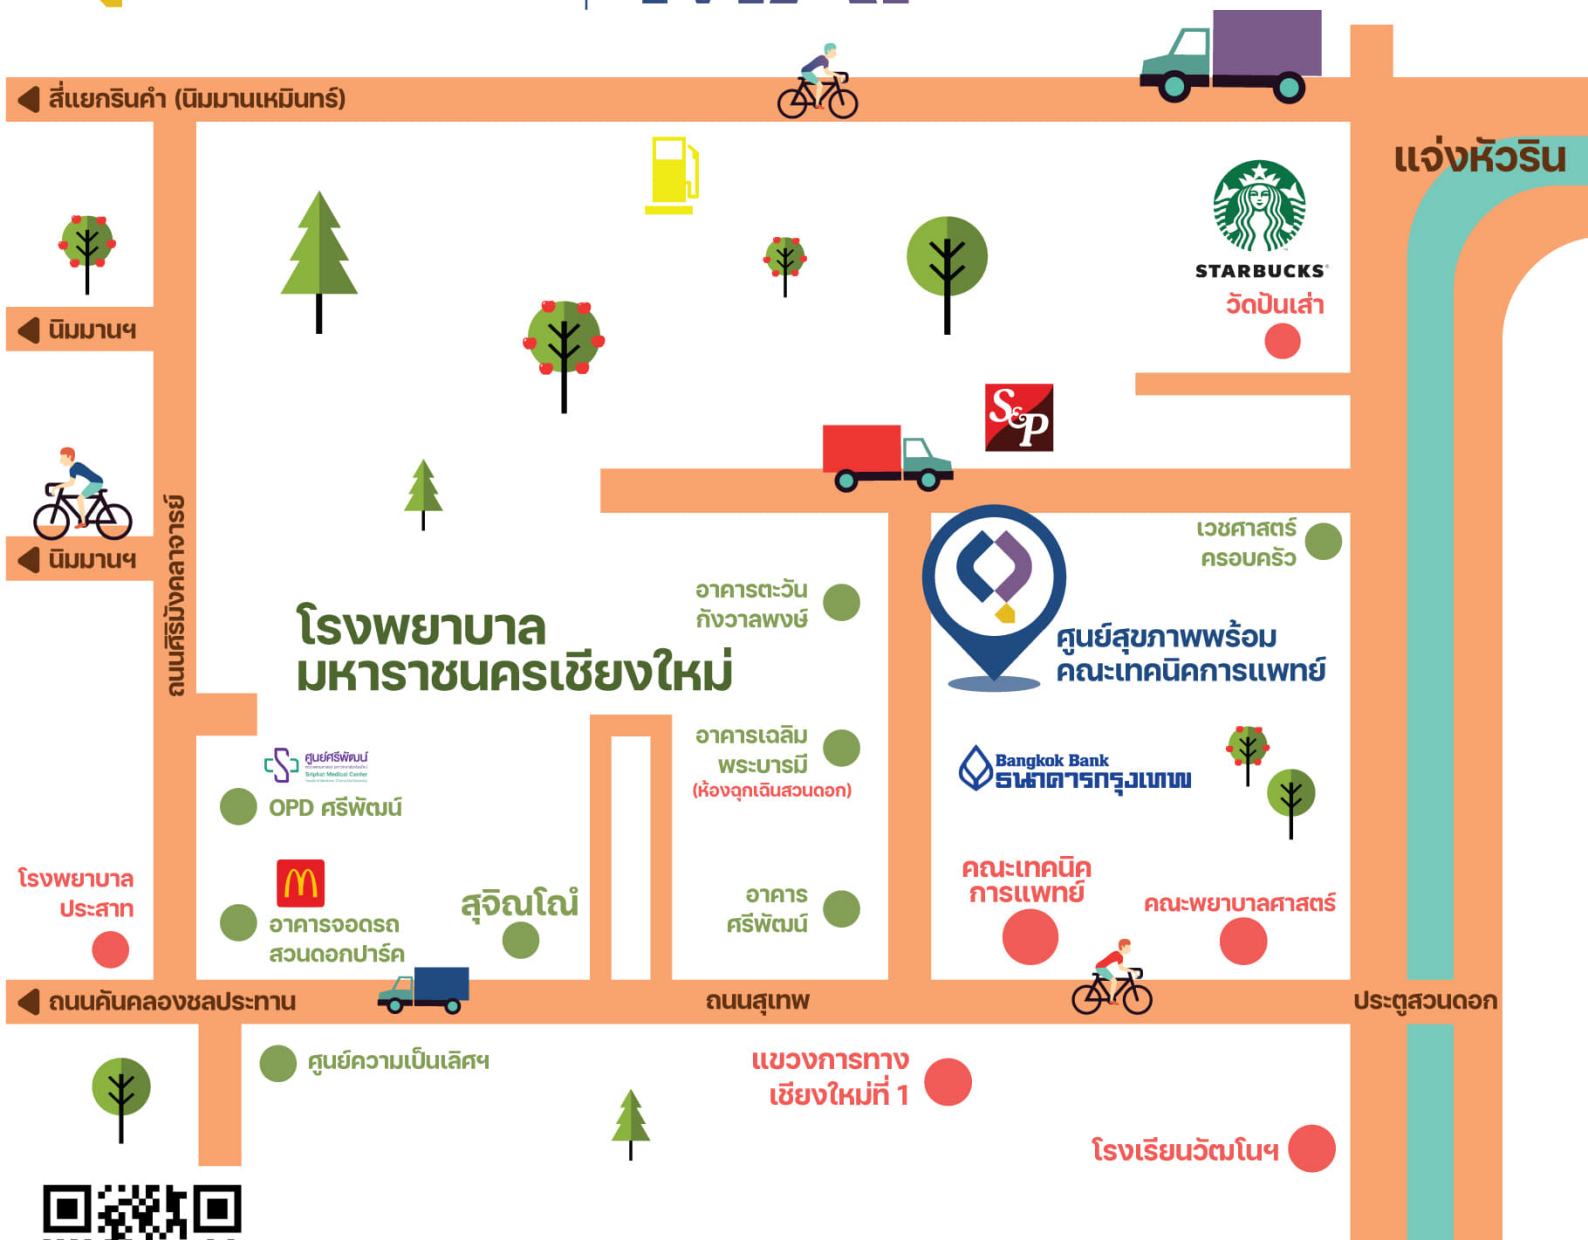 สี่แยกรินคำ (นิมมานเหมินทร์)
แจ่งหัวริน
STARBUCKS
วัดป้นเส่า
นิมมานฯ
S&P
นิมมานฯ
ถนนศิริมังคลาจารย์
เวชศาสตร์
ครอบครัว
อาคารตะวัน
กังวาลพงษ์
โรงพยาบาล
มหาราชนครเชียงใหม่
ศูนย์สุขภาพพร้อม
คณะเทคนิคการแพทย์
ศูนย์ศรีพัฒน์
Sriphat Medical Center
OPD ศรีพัฒน์
อาคารเฉลิม
พระบารมี
(ห้องฉุกเฉินสวนดอก)
Bangkok Bank
ธนาคารกรุงเทพ
โรงพยาบาล
ประสาท
อาคารจอดรถ
สวนดอกปาร์ค
สุจิณโณ
อาคาร
ศรีพัฒน์
คณะเทคนิค
การแพทย์
คณะพยาบาลศาสตร์
ถนนคันคลองชลประทาน
ถนนสุเทพ
ประตูสวนดอก
ศูนย์ความเป็นเลิศฯ
แขวงการทาง
เชียงใหม่ที่ 1
โรงเรียนวัฒโนฯ